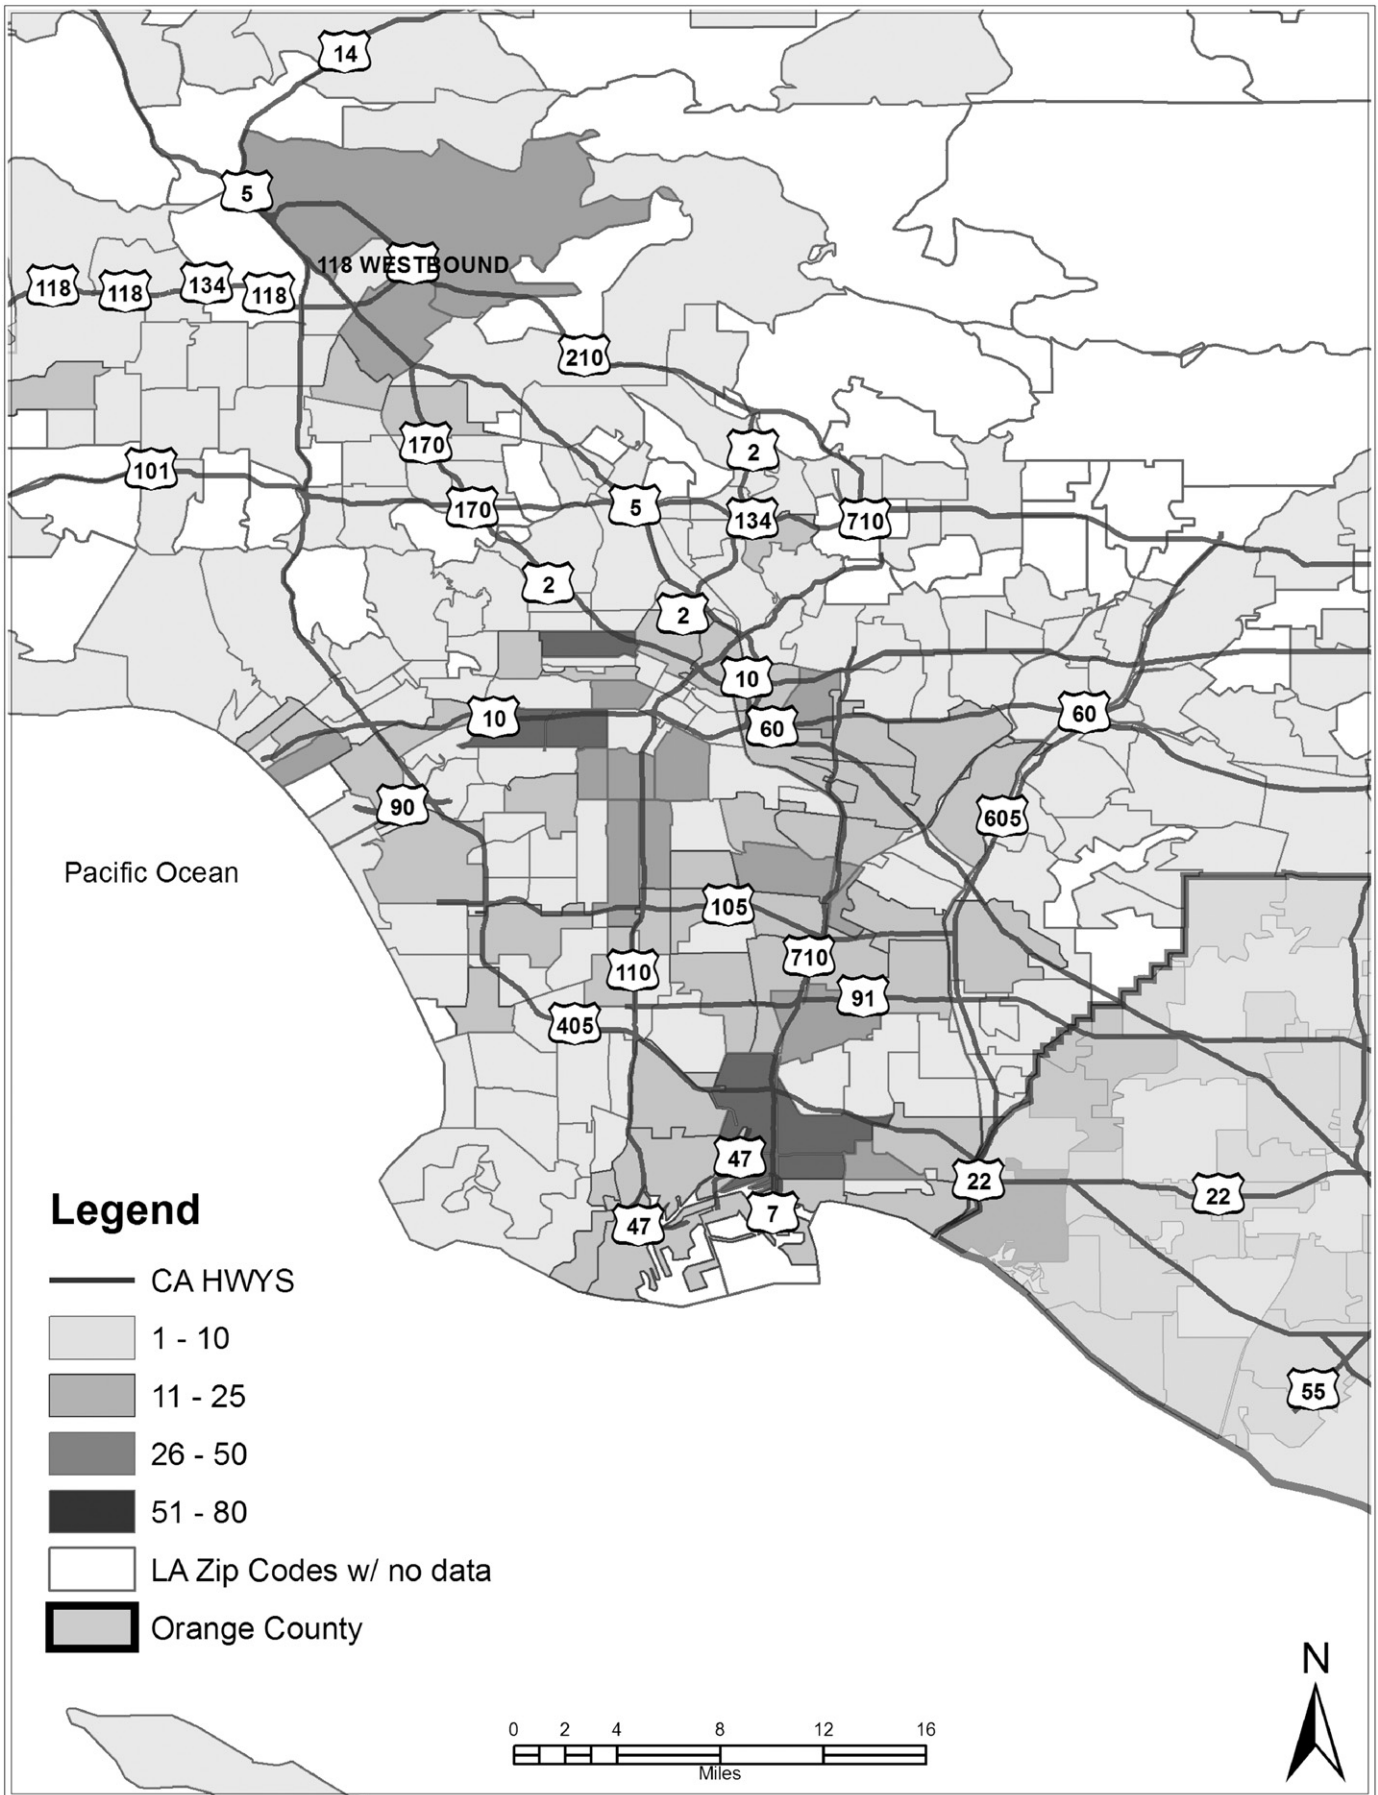 14
5
118 WESTBOUND
118
118
134
118
210
170
2
101
170
5
134
710
2
2
10
10
60
60
90
605
Pacific Ocean
105
710
110
91
405
47
22
22
47
7
55
Legend
CA HWYS
1 - 10
11 - 25
26 - 50
51 - 80
LA Zip Codes w/ no data
Orange County
N
0 2 4 8 12 16
Miles